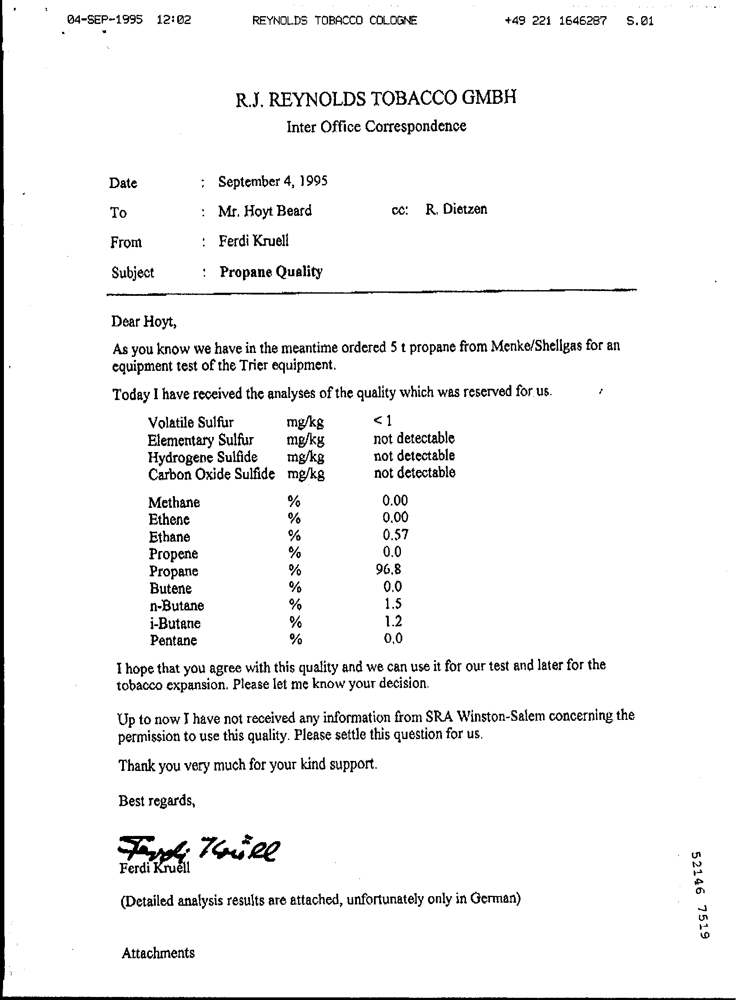 04-SEP-1995 12:02 REYNOLDS TOBACCO COLOGNE +49 221 1646287 S.01
R.J. REYNOLDS TOBACCO GMBH
Inter Office Correspondence
Date : September 4, 1995
To : Mr. Hoyt Beard cc: R. Dietzen
From : Ferdi Kruell
Subject : Propane Quality
Dear Hoyt,
As you know we have in the meantime ordered 5 t propane from Menke/Shellgas for an
equipment test of the Trier equipment.
Today I have received the analyses of the quality which was reserved for us.
Volatile Sulfur mg/kg < 1
Elementary Sulfur mg/kg not detectable
Hydrogene Sulfide mg/kg not detectable
Carbon Oxide Sulfide mg/kg not detectable
Methane % 0.00
Ethene % 0.00
Ethane % 0.57
Propene % 0.0
Propane % 96.8
Butene % 0.0
n-Butane % 1.5
i-Butane % 1.2
Pentane % 0.0
I hope that you agree with this quality and we can use it for our test and later for the
tobacco expansion. Please let me know your decision.
Up to now I have not received any information from SRA Winston-Salem concerning the
permission to use this quality. Please settle this question for us.
Thank you very much for your kind support.
Best regards,
Ferdi Krüell
Ferdi Kruell
(Detailed analysis results are attached, unfortunately only in German)
Attachments
52146 7519